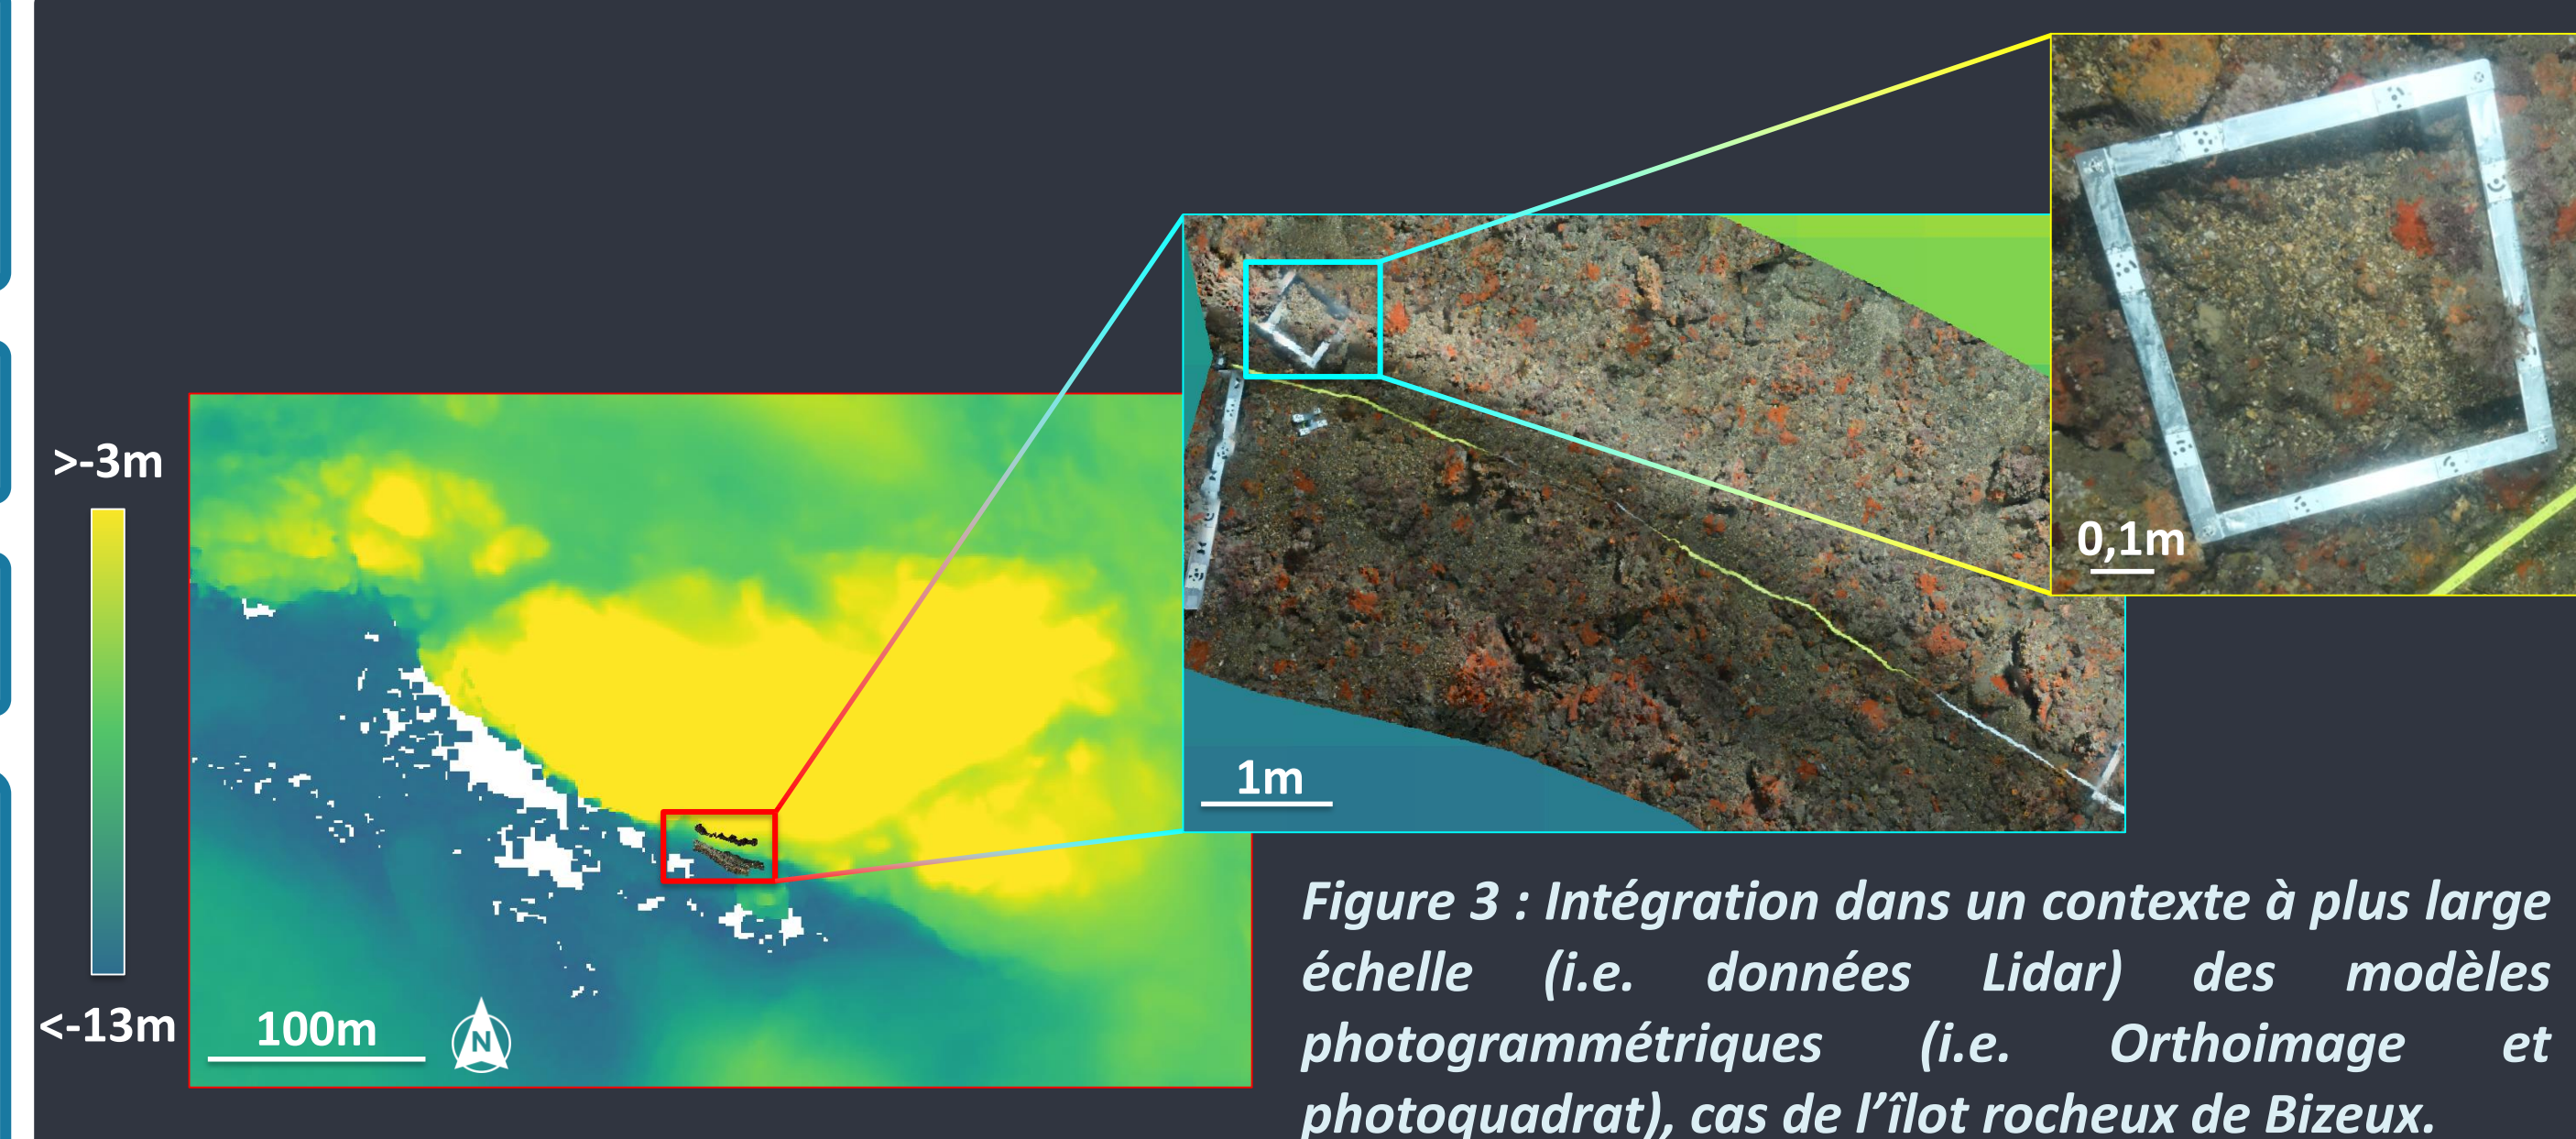 >-3m
<-13m
100m
N
1m
0,1m
Figure 3 : Intégration dans un contexte à plus large
échelle (i.e. données Lidar) des modèles
photogrammétriques (i.e. Orthoimage et
photoquadrat), cas de l’îlot rocheux de Bizeux.